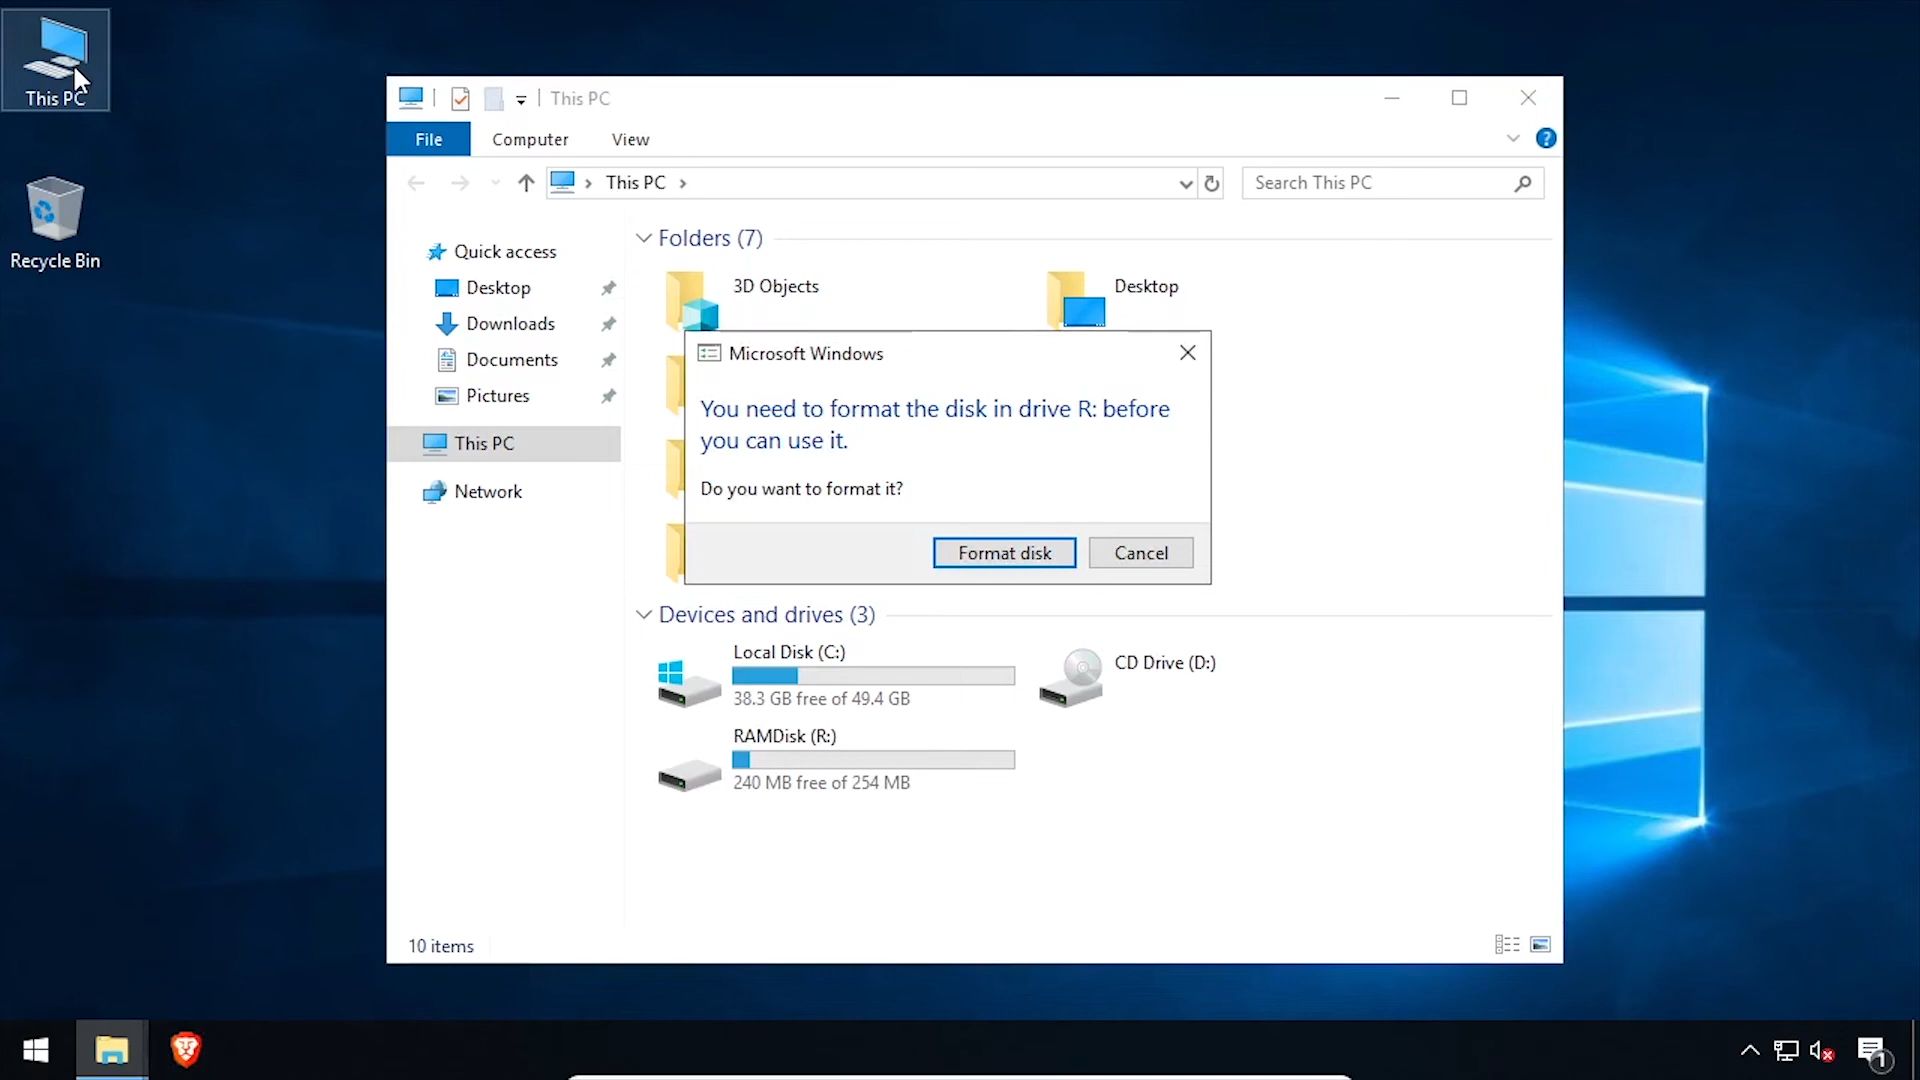 This PC
Recycle Bin
This PC
File
Computer
View
?
This PC
Search This PC
Quick access
Desktop
Downloads
Documents
Pictures
This PC
Network
Folders (7)
3D Objects
Desktop
Microsoft Windows
You need to format the disk in drive R: before
you can use it.
Do you want to format it?
Format disk
Cancel
Devices and drives (3)
Local Disk (C:)
38.3 GB free of 49.4 GB
CD Drive (D:)
RAMDisk (R:)
240 MB free of 254 MB
10 items
1